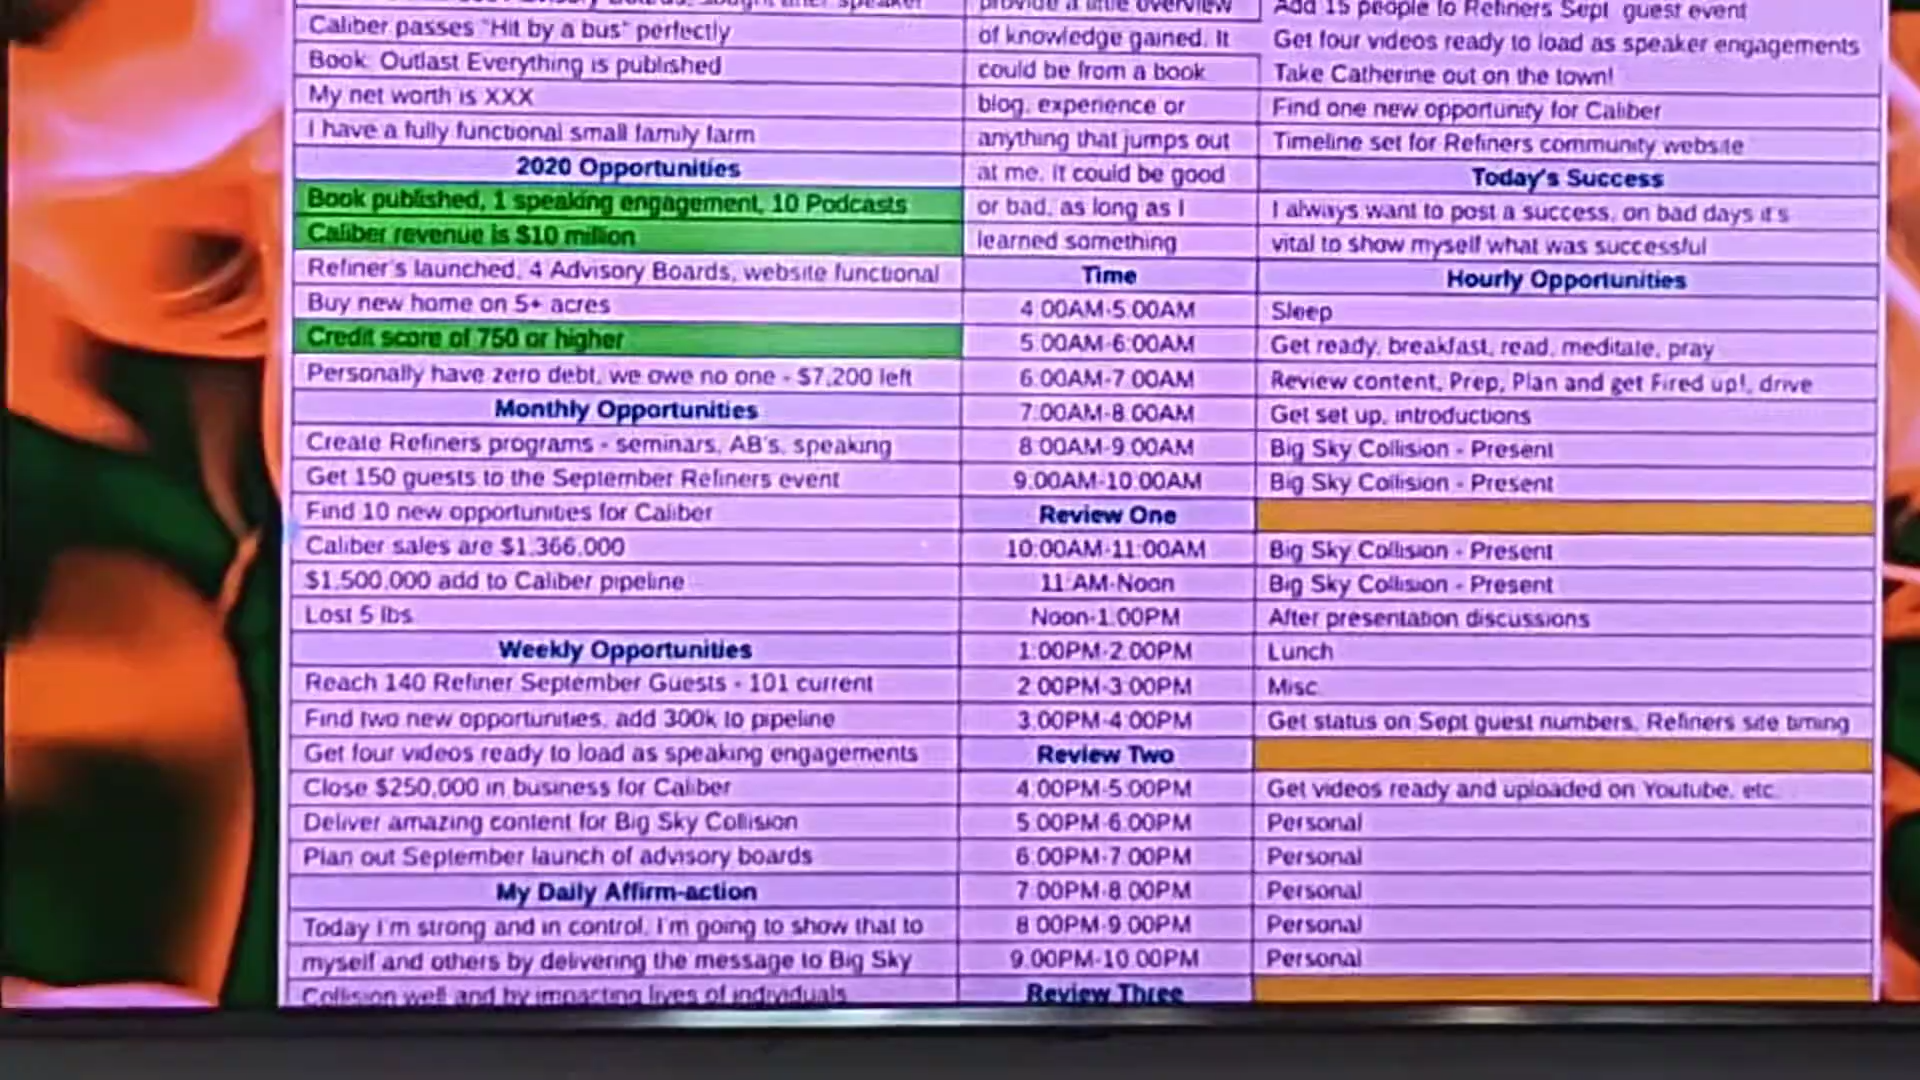 Caliber passes "Hit by a bus" perfectly
Book: Outlast Everything is published
My net worth is XXX
I have a fully functional small family farm
2020 Opportunities
Book published, 1 speaking engagement, 10 Podcasts
Caliber revenue is $10 million
Refiner's launched, 4 Advisory Boards, website functional
Buy new home on 5+ acres
Credit score of 750 or higher
Personally have zero debt, we owe no one - $7,200 left
Monthly Opportunities
Create Refiners programs - seminars, AB's, speaking
Get 150 guests to the September Refiners event
Find 10 new opportunities for Caliber
Caliber sales are $1,366,000
$1,500,000 add to Caliber pipeline
Lost 5 lbs
Weekly Opportunities
Reach 140 Refiner September Guests - 101 current
Find two new opportunities, add 300k to pipeline
Get four videos ready to load as speaking engagements
Close $250,000 in business for Caliber
Deliver amazing content for Big Sky Collision
Plan out September launch of advisory boards
My Daily Affirm-action
Today I'm strong and in control, I'm going to show that to
myself and others by delivering the message to Big Sky
Collision well and by impacting lives of individuals
provide a little overview
of knowledge gained. It
could be from a book
blog, experience or
anything that jumps out
at me. It could be good
or bad, as long as I
learned something
Time
4:00AM-5:00AM
5:00AM-6:00AM
6:00AM-7:00AM
7:00AM-8:00AM
8:00AM-9:00AM
9:00AM-10:00AM
Review One
10:00AM-11:00AM
11:AM-Noon
Noon-1:00PM
1:00PM-2:00PM
2:00PM-3:00PM
3:00PM-4:00PM
Review Two
4:00PM-5:00PM
5:00PM-6:00PM
6:00PM-7:00PM
7:00PM-8:00PM
8:00PM-9:00PM
9:00PM-10:00PM
Review Three
Add 15 people to Refiners Sept. guest event
Get four videos ready to load as speaker engagements
Take Catherine out on the town!
Find one new opportunity for Caliber
Timeline set for Refiners community website
Today's Success
I always want to post a success, on bad days it's
vital to show myself what was successful
Hourly Opportunities
Sleep
Get ready, breakfast, read, meditate, pray
Review content, Prep, Plan and get Fired up!, drive
Get set up, introductions
Big Sky Collision - Present
Big Sky Collision - Present
Big Sky Collision - Present
Big Sky Collision - Present
After presentation discussions
Lunch
Misc
Get status on Sept guest numbers, Refiners site timing
Get videos ready and uploaded on Youtube, etc.
Personal
Personal
Personal
Personal
Personal